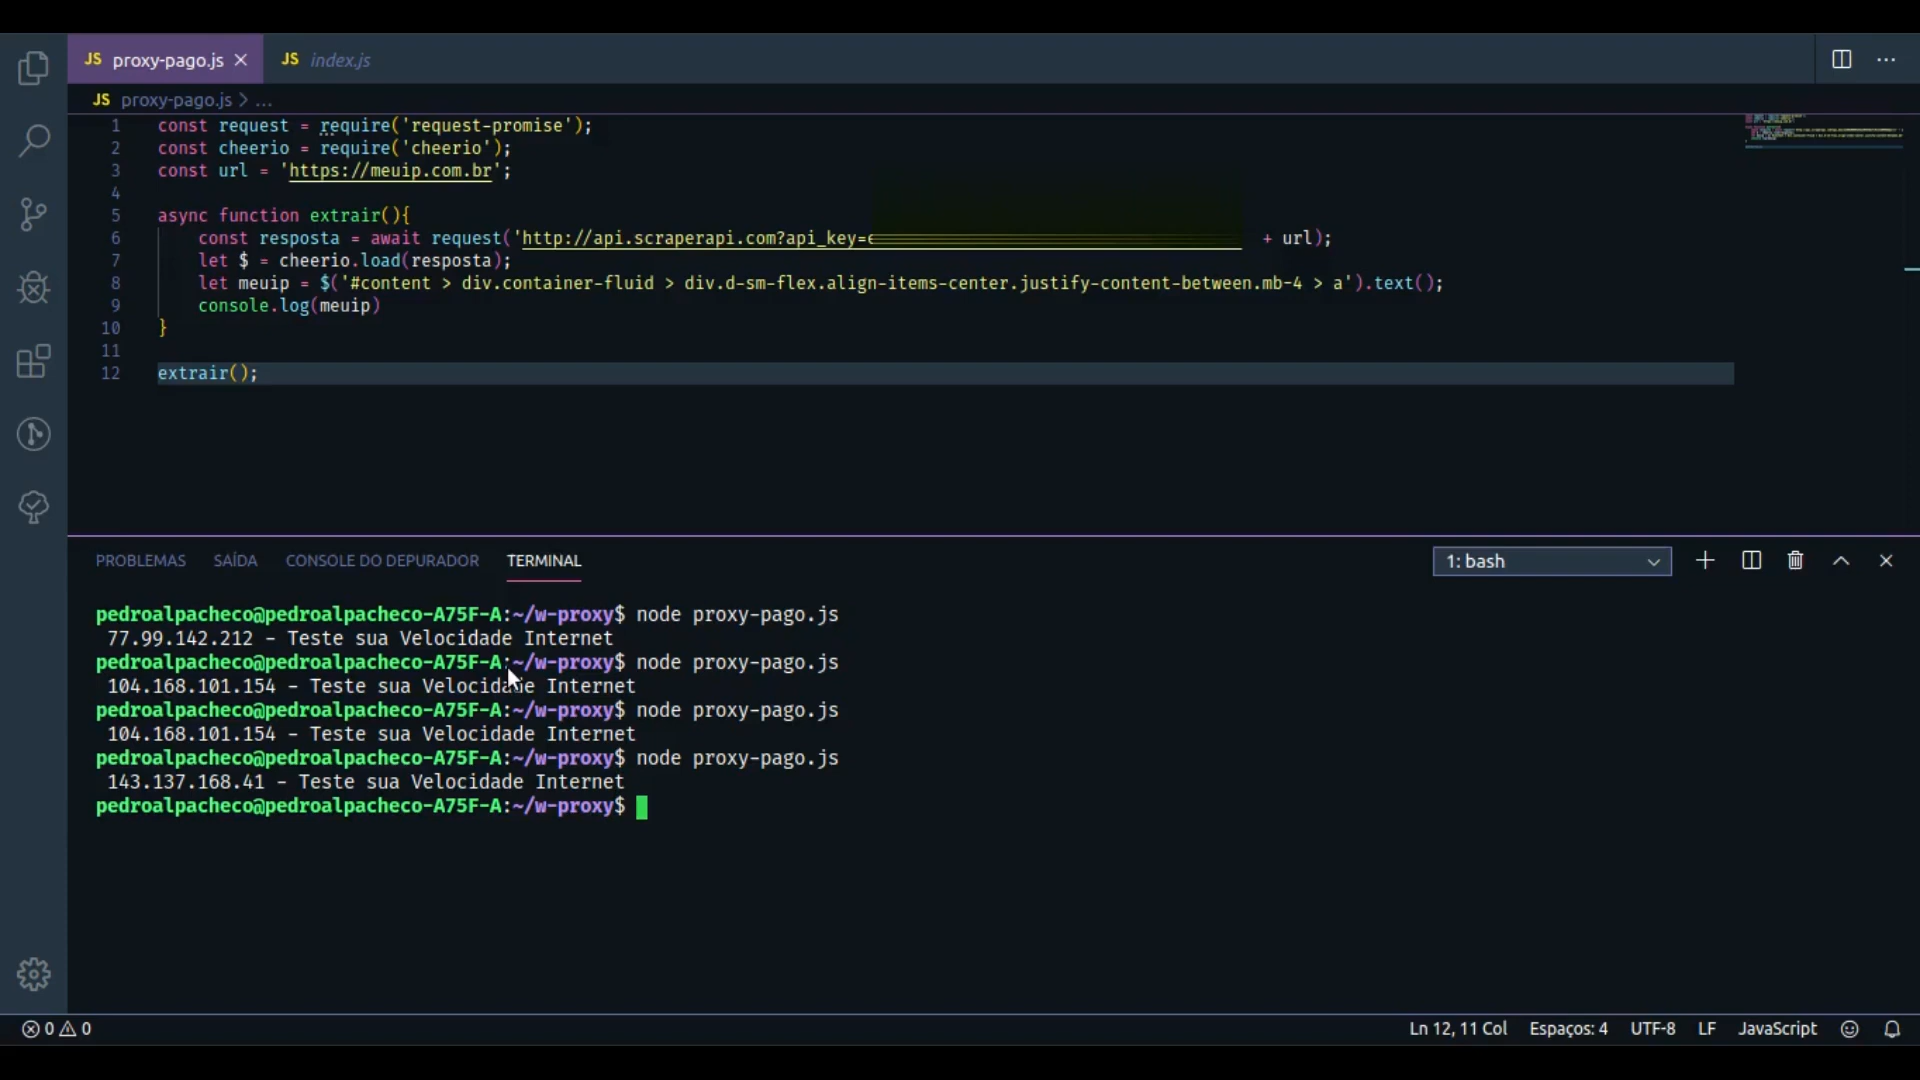 JS proxy-pago.js × JS index.js
JS proxy-pago.js > ...
1 const request = require('request-promise');
2 const cheerio = require('cheerio');
3 const url = 'https://meuip.com.br';
4
5 async function extrair(){
6 const resposta = await request('http://api.scraperapi.com?api_key= + url);
7 let $ = cheerio.load(resposta);
8 let meuip = $('#content > div.container-fluid > div.d-sm-flex.align-items-center.justify-content-between.mb-4 > a').text();
9 console.log(meuip)
10 }
11
12 extrair();
PROBLEMAS SAÍDA CONSOLE DO DEPURADOR TERMINAL 1: bash
pedroalpacheco@pedroalpacheco-A75F-A:~/w-proxy$ node proxy-pago.js
77.99.142.212 - Teste sua Velocidade Internet
pedroalpacheco@pedroalpacheco-A75F-A:~/w-proxy$ node proxy-pago.js
104.168.101.154 - Teste sua Velocidade Internet
pedroalpacheco@pedroalpacheco-A75F-A:~/w-proxy$ node proxy-pago.js
104.168.101.154 - Teste sua Velocidade Internet
pedroalpacheco@pedroalpacheco-A75F-A:~/w-proxy$ node proxy-pago.js
143.137.168.41 - Teste sua Velocidade Internet
pedroalpacheco@pedroalpacheco-A75F-A:~/w-proxy$
0 0 Ln 12, 11 Col Espaços: 4 UTF-8 LF JavaScript